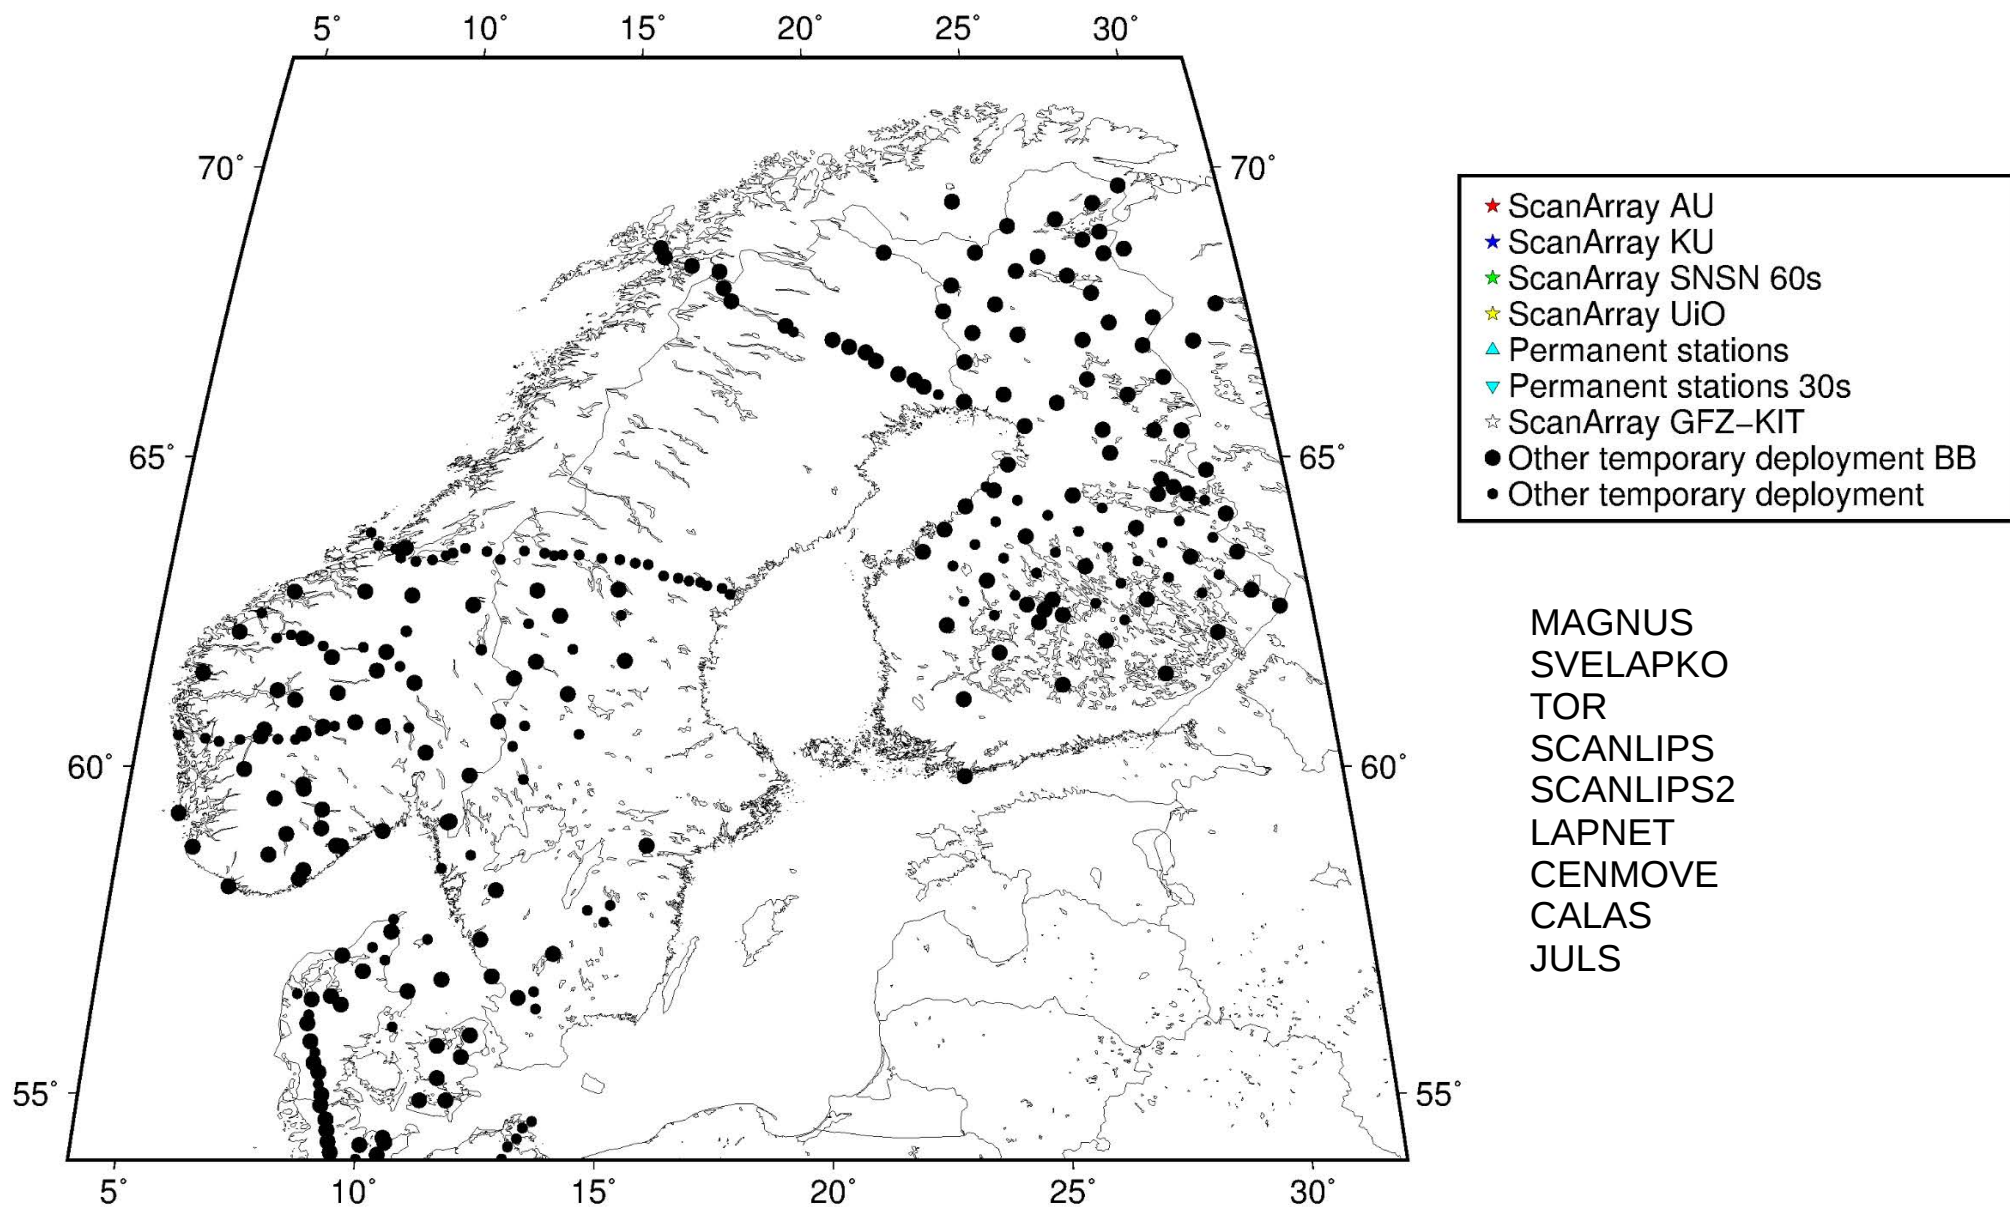 5° 10° 15° 20° 25° 30°
70° 70°
65° 65°
60° 60°
55° 55°
5° 10° 15° 20° 25° 30°
ScanArray AU
ScanArray KU
ScanArray SNSN 60s
ScanArray UiO
Permanent stations
Permanent stations 30s
ScanArray GFZ−KIT
Other temporary deployment BB
Other temporary deployment
MAGNUS
SVELAPKO
TOR
SCANLIPS
SCANLIPS2
LAPNET
CENMOVE
CALAS
JULS